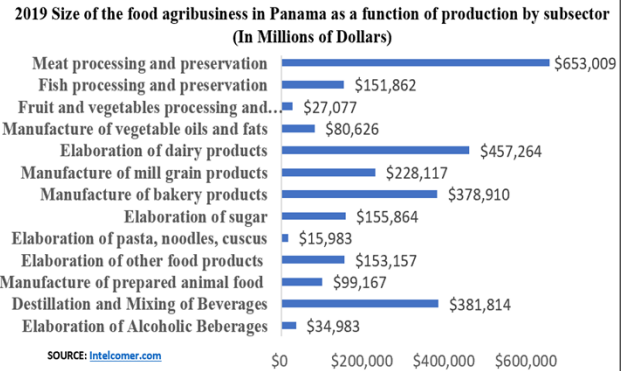 2019 Size of the food agribusiness in Panama as a function of production by subsector
(In Millions of Dollars)
Meat processing and preservation $653,009
Fish processing and preservation $151,862
Fruit and vegetables processing and... $27,077
Manufacture of vegetable oils and fats $80,626
Elaboration of dairy products $457,264
Manufacture of mill grain products $228,117
Manufacture of bakery products $378,910
Elaboration of sugar $155,864
Elaboration of pasta, noodles, cuscus $15,983
Elaboration of other food products $153,157
Manufacture of prepared animal food $99,167
Destillation and Mixing of Beverages $381,814
Elaboration of Alcoholic Beberages $34,983
SOURCE: Intelcomer.com
$0 $200,000 $400,000 $600,000